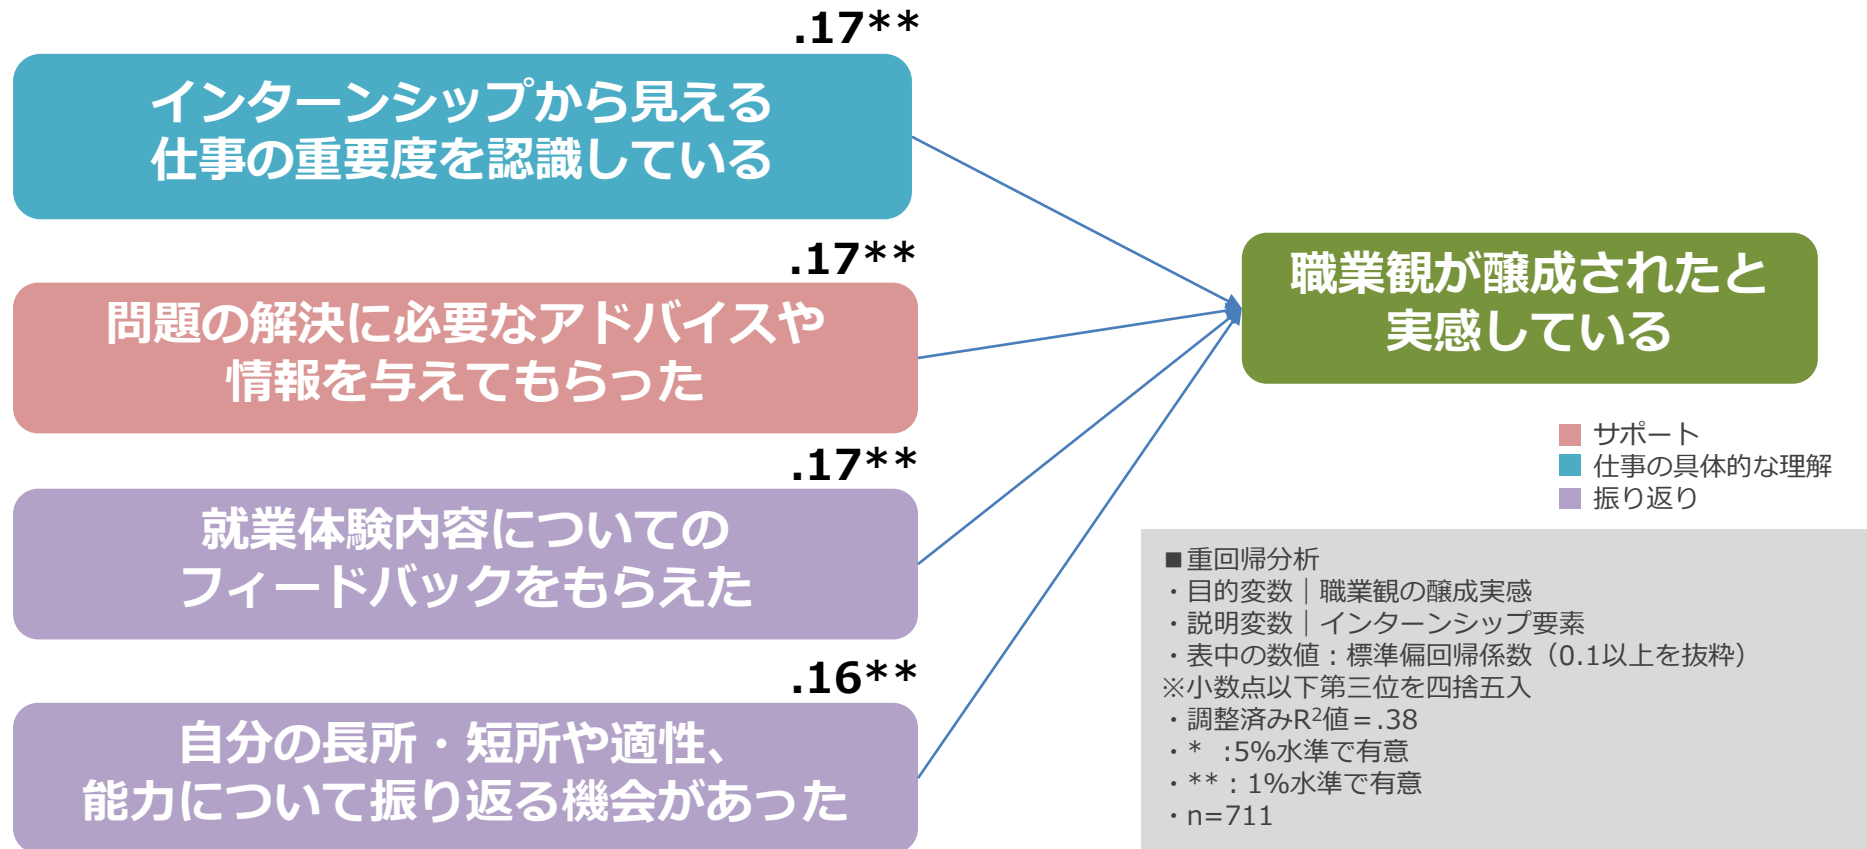 .17**
インターンシップから見える
仕事の重要度を認識している
.17**
問題の解決に必要なアドバイスや
情報を与えてもらった
.17**
就業体験内容についての
フィードバックをもらえた
.16**
自分の長所・短所や適性、
能力について振り返る機会があった
職業観が醸成されたと
実感している
サポート
仕事の具体的な理解
振り返り
■重回帰分析
・目的変数｜職業観の醸成実感
・説明変数｜インターンシップ要素
・表中の数値：標準偏回帰係数（0.1以上を抜粋）
※小数点以下第三位を四捨五入
・調整済みR²値＝.38
・* :5%水準で有意
・**：1%水準で有意
・n=711